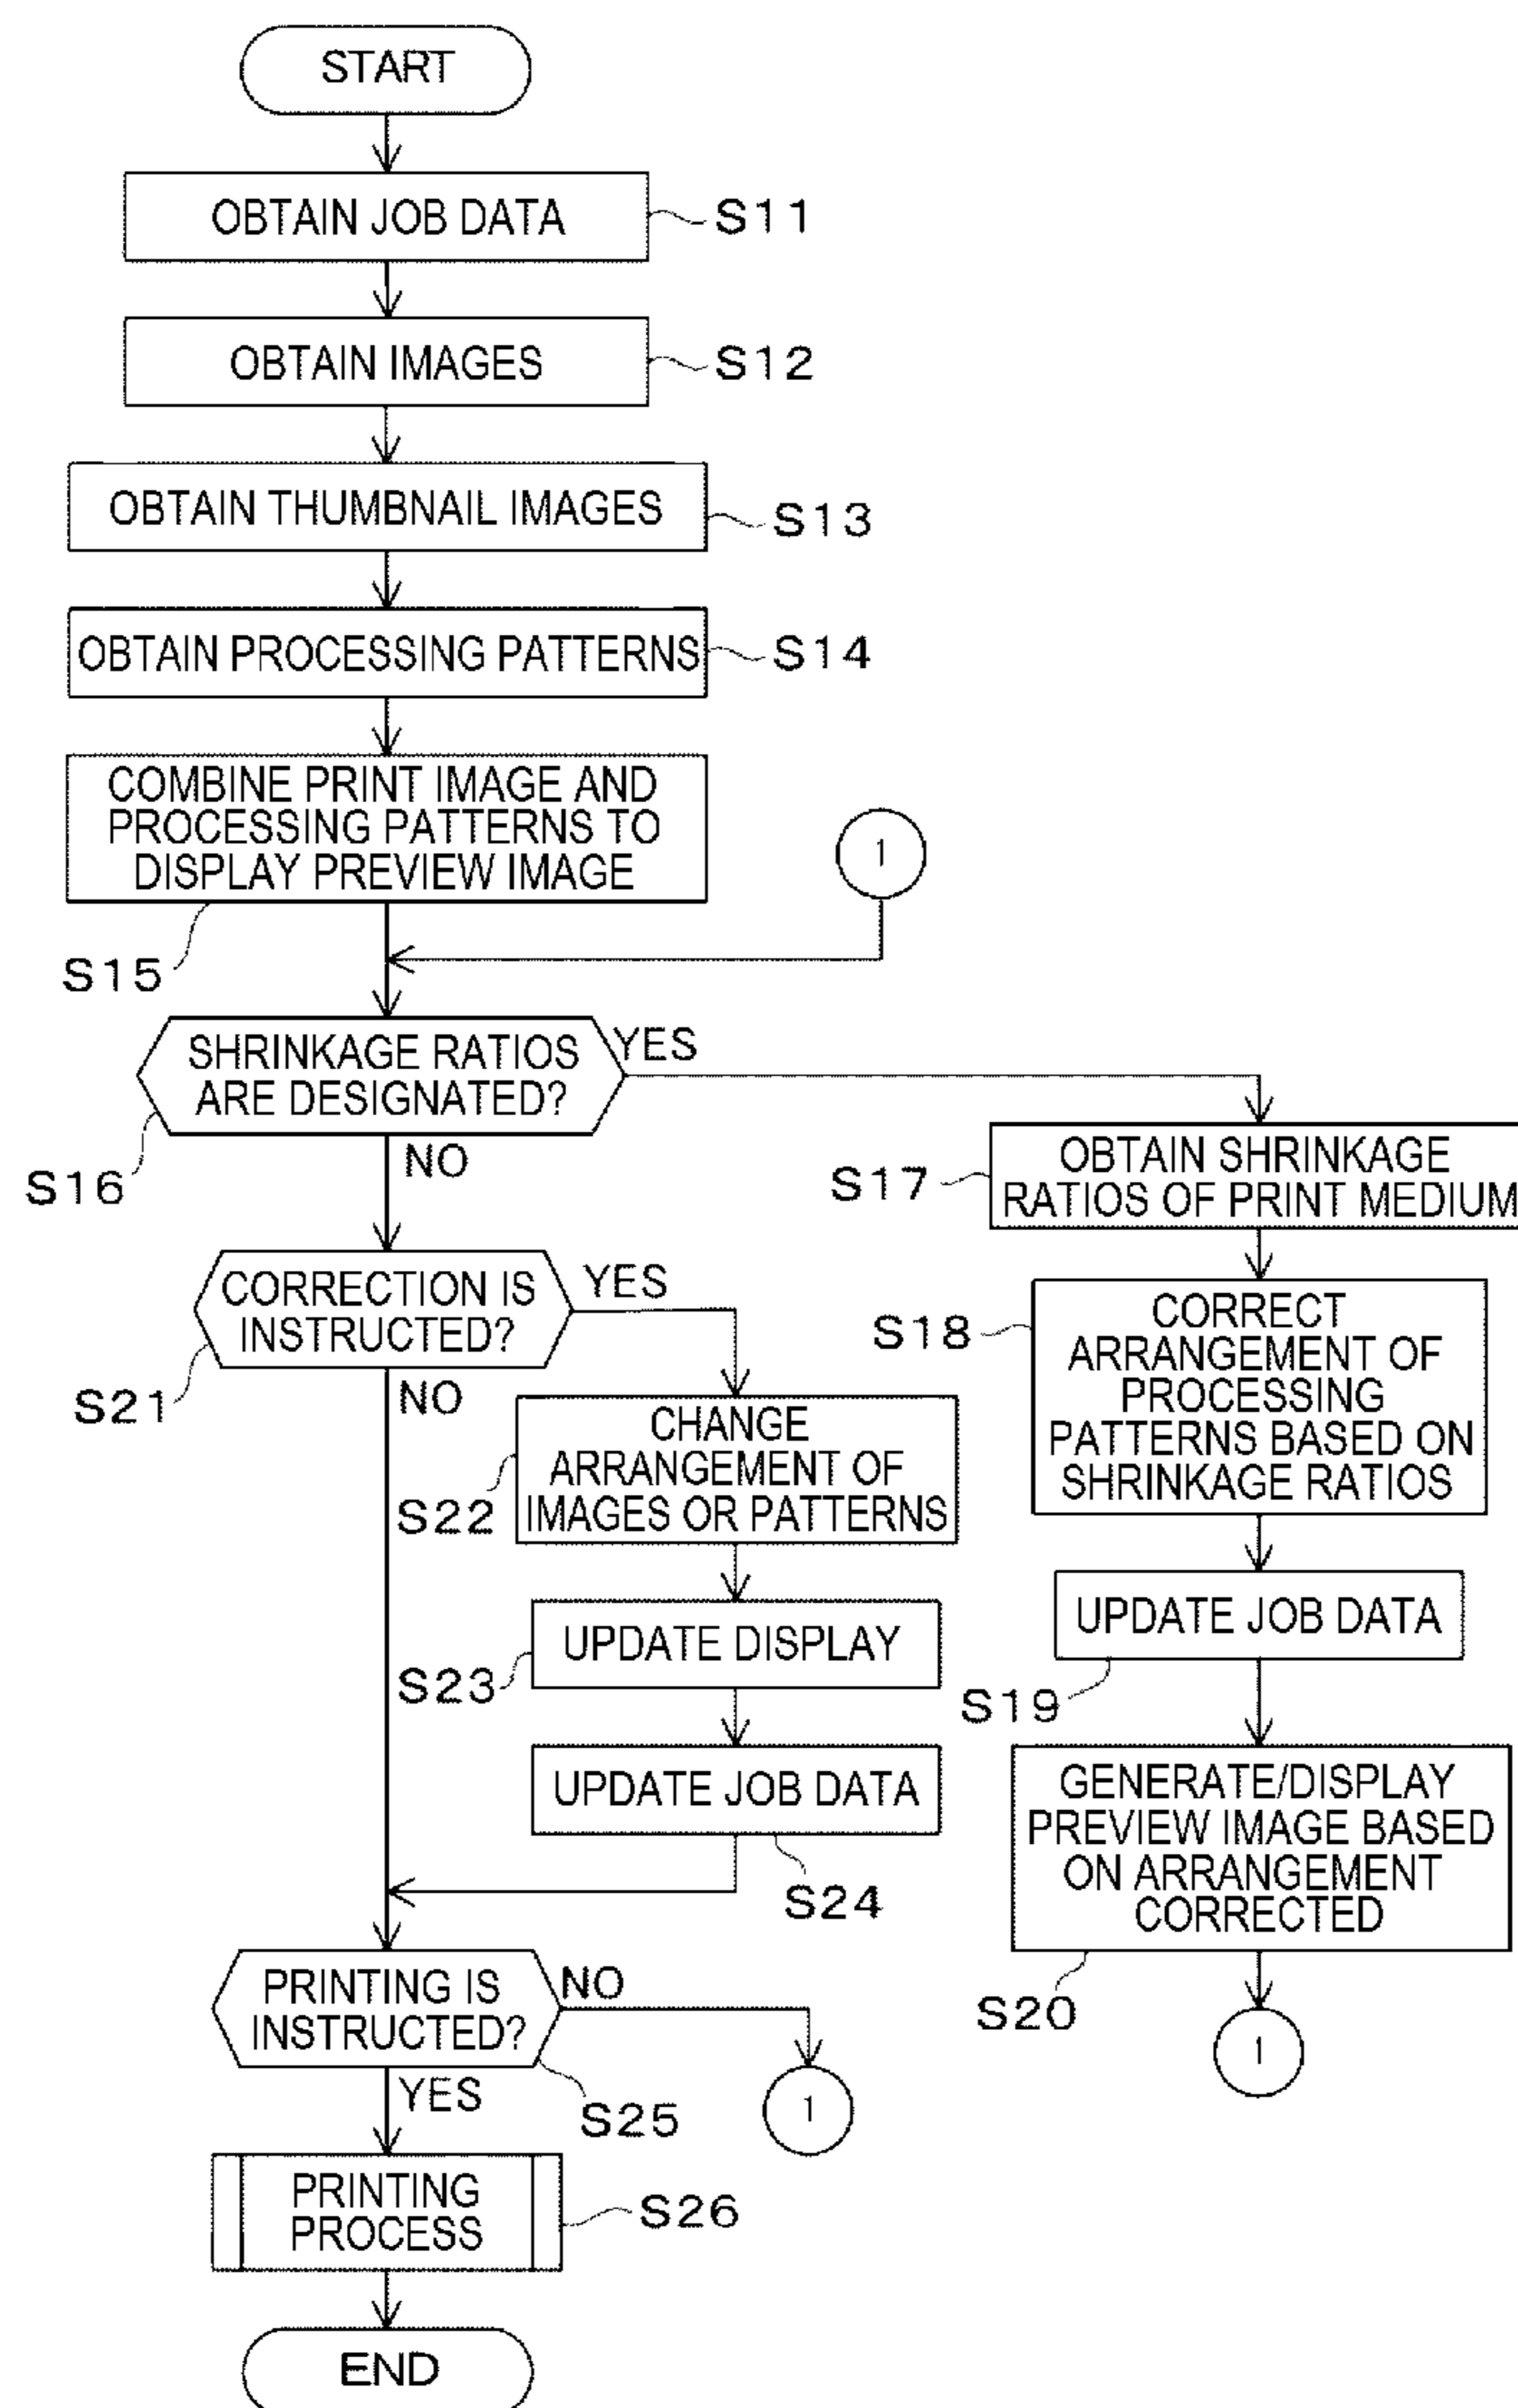 START
OBTAIN JOB DATA
S11
OBTAIN IMAGES
S12
OBTAIN THUMBNAIL IMAGES
S13
OBTAIN PROCESSING PATTERNS
S14
COMBINE PRINT IMAGE AND
PROCESSING PATTERNS TO
DISPLAY PREVIEW IMAGE
S15
1
SHRINKAGE RATIOS
ARE DESIGNATED?
YES
S16
NO
OBTAIN SHRINKAGE
RATIOS OF PRINT MEDIUM
S17
CORRECT
ARRANGEMENT OF
PROCESSING
PATTERNS BASED ON
SHRINKAGE RATIOS
S18
UPDATE JOB DATA
S19
GENERATE/DISPLAY
PREVIEW IMAGE BASED
ON ARRANGEMENT
CORRECTED
S20
1
CORRECTION IS
INSTRUCTED?
YES
S21
NO
CHANGE
ARRANGEMENT OF
IMAGES OR PATTERNS
S22
UPDATE DISPLAY
S23
UPDATE JOB DATA
S24
PRINTING IS
INSTRUCTED?
NO
S25
1
YES
PRINTING
PROCESS
S26
END